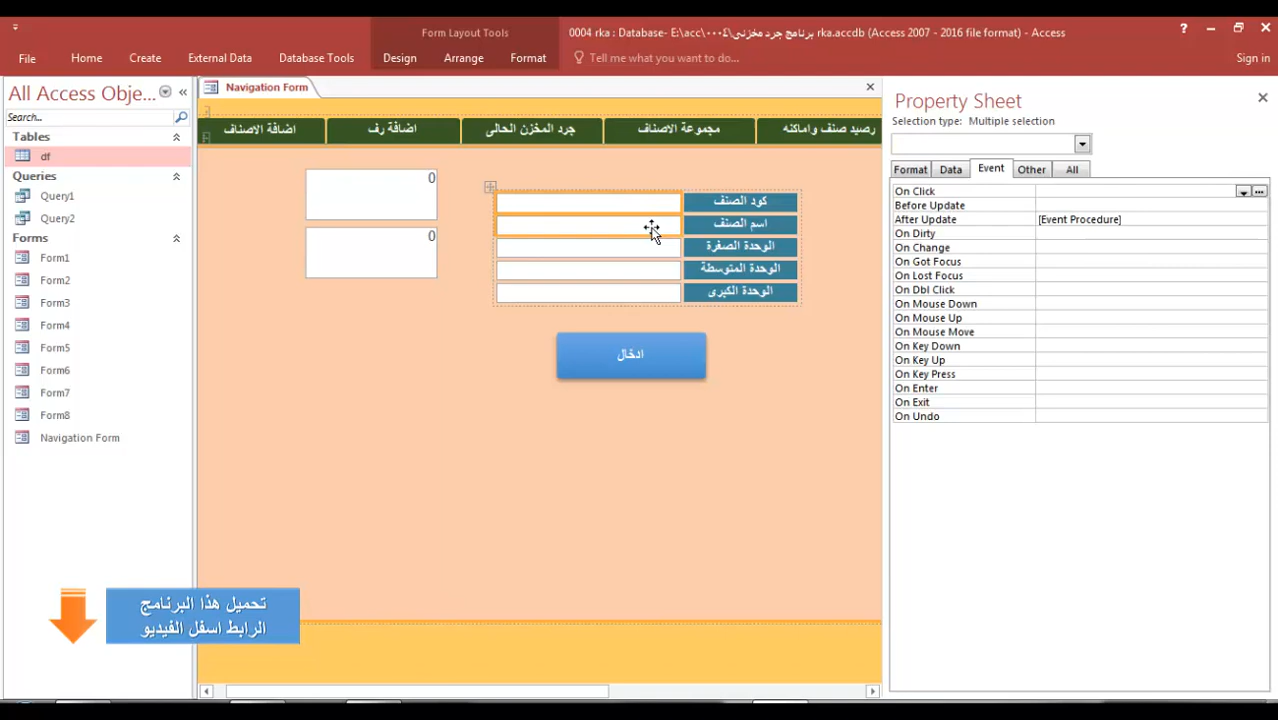 Form Layout Tools
0004 rka : Database- E:\acc\٠٠٠٤\برنامج جرد مخزني rka.accdb (Access 2007 - 2016 file format) - Access
?
File
Home
Create
External Data
Database Tools
Design
Arrange
Format
Tell me what you want to do...
Sign in
All Access Obje...
Search...
Tables
df
Queries
Query1
Query2
Forms
Form1
Form2
Form3
Form4
Form5
Form6
Form7
Form8
Navigation Form
Navigation Form
اضافة الاصناف
اضافة رف
جرد المخزن الحالى
مجموعة الاصناف
رصيد صنف واماكنه
0
0
كود الصنف
اسم الصنف
الوحدة الصغرة
الوحدة المتوسطة
الوحدة الكبرى
ادخال
تحميل هذا البرنامج
الرابط اسفل الفيديو
Property Sheet
Selection type: Multiple selection
Format
Data
Event
Other
All
On Click
Before Update
After Update [Event Procedure]
On Dirty
On Change
On Got Focus
On Lost Focus
On Dbl Click
On Mouse Down
On Mouse Up
On Mouse Move
On Key Down
On Key Up
On Key Press
On Enter
On Exit
On Undo